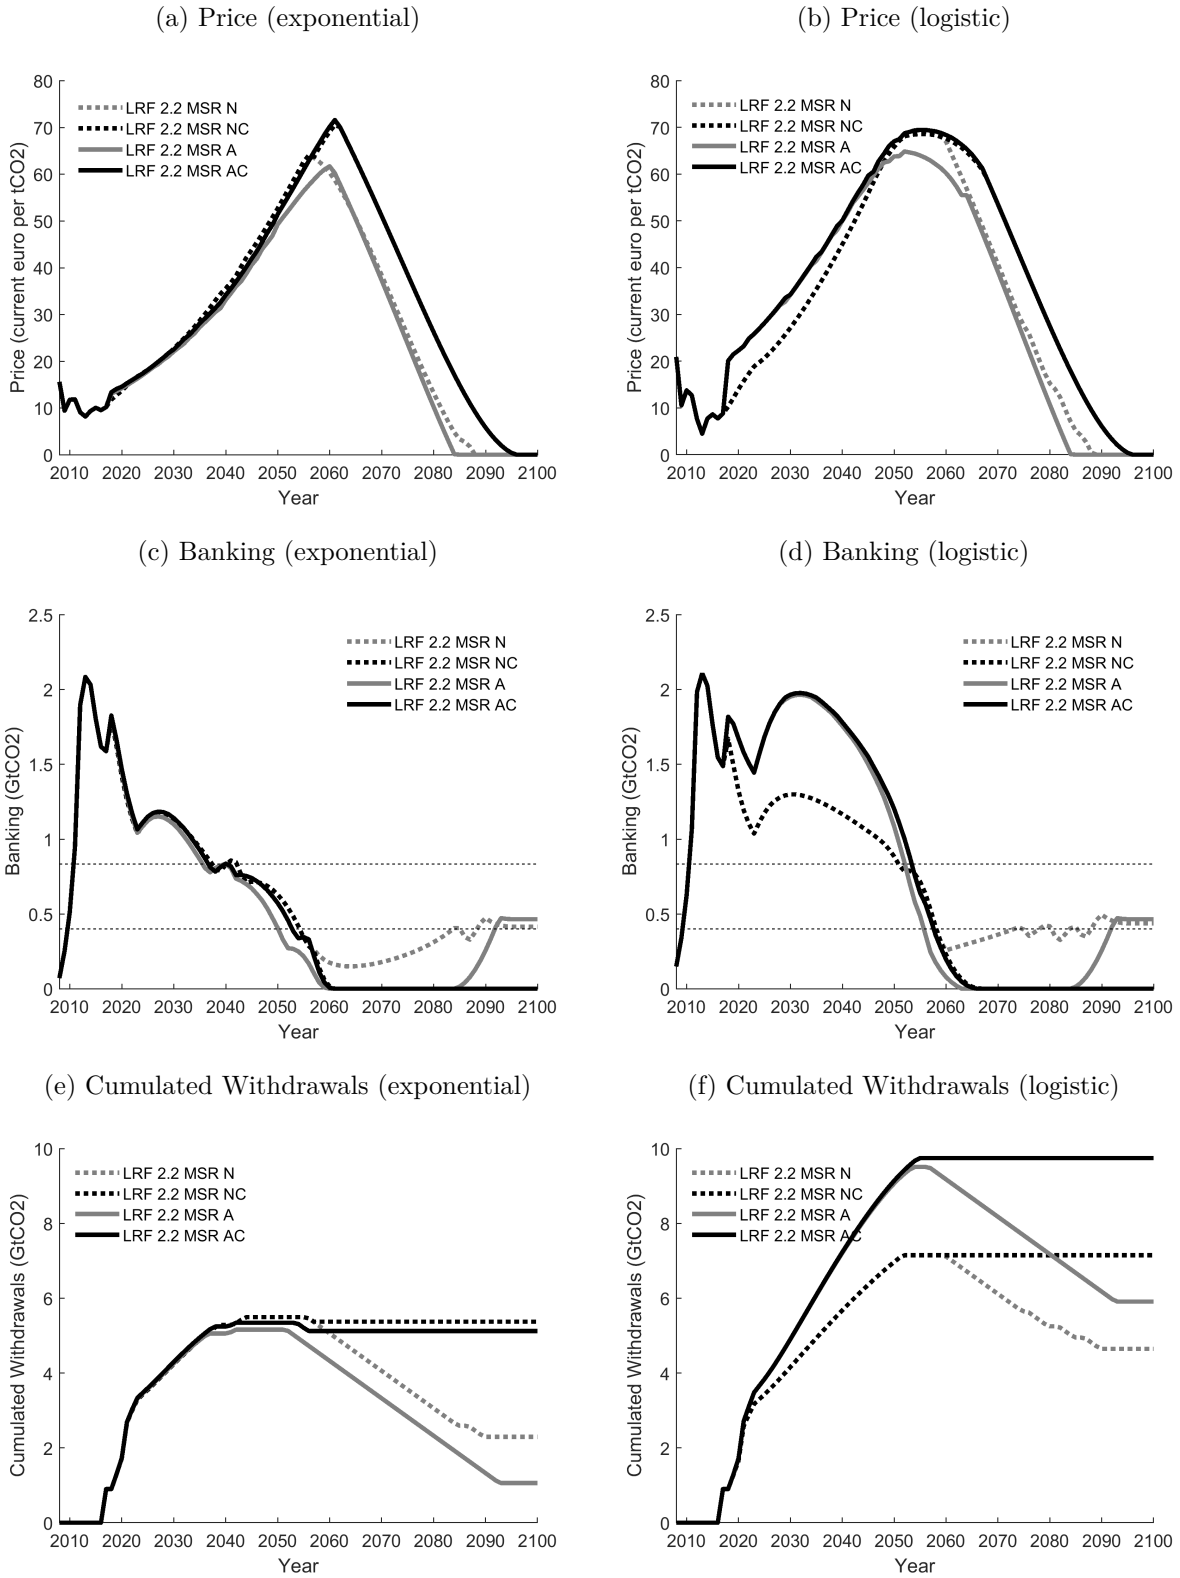 (a) Price (exponential)
80
70
60
50
40
30
20
10
0
Price (current euro per tCO2)
LRF 2.2 MSR N
LRF 2.2 MSR NC
LRF 2.2 MSR A
LRF 2.2 MSR AC
2010 2020 2030 2040 2050 2060 2070 2080 2090 2100
Year
(b) Price (logistic)
80
70
60
50
40
30
20
10
0
Price (current euro per tCO2)
LRF 2.2 MSR N
LRF 2.2 MSR NC
LRF 2.2 MSR A
LRF 2.2 MSR AC
2010 2020 2030 2040 2050 2060 2070 2080 2090 2100
Year
(c) Banking (exponential)
2.5
2
1.5
1
0.5
0
Banking (GtCO2)
LRF 2.2 MSR N
LRF 2.2 MSR NC
LRF 2.2 MSR A
LRF 2.2 MSR AC
2010 2020 2030 2040 2050 2060 2070 2080 2090 2100
Year
(d) Banking (logistic)
2.5
2
1.5
1
0.5
0
Banking (GtCO2)
LRF 2.2 MSR N
LRF 2.2 MSR NC
LRF 2.2 MSR A
LRF 2.2 MSR AC
2010 2020 2030 2040 2050 2060 2070 2080 2090 2100
Year
(e) Cumulated Withdrawals (exponential)
10
8
6
4
2
0
Cumulated Withdrawals (GtCO2)
LRF 2.2 MSR N
LRF 2.2 MSR NC
LRF 2.2 MSR A
LRF 2.2 MSR AC
2010 2020 2030 2040 2050 2060 2070 2080 2090 2100
Year
(f) Cumulated Withdrawals (logistic)
10
8
6
4
2
0
Cumulated Withdrawals (GtCO2)
LRF 2.2 MSR N
LRF 2.2 MSR NC
LRF 2.2 MSR A
LRF 2.2 MSR AC
2010 2020 2030 2040 2050 2060 2070 2080 2090 2100
Year